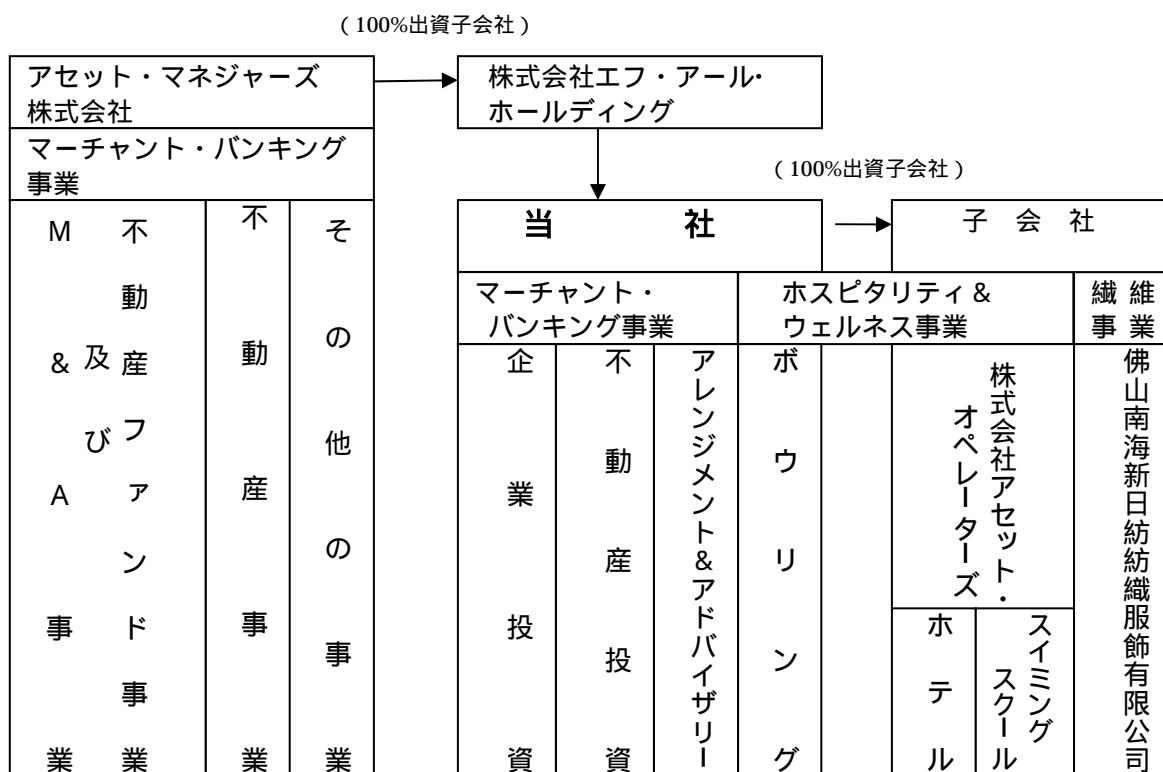 （100%出資子会社）
アセット・マネジャーズ
株式会社
株式会社エフ・アール・
ホールディング
マーチャント・バンキング
事業
（100%出資子会社）
当社
子会社
マーチャント・
バンキング事業
ホスピタリティ＆
ウェルネス事業
繊維
事業
不動産ファンド事業
及び
M&A事業
不動産事業
その他の事業
企業投資
不動産投資
アレンジメント&アドバイザリー
ボウリング
株式会社アセット・
オペレーターズ
ホテル
スイミング
スクール
佛山南海新日紡紡織服飾有限公司